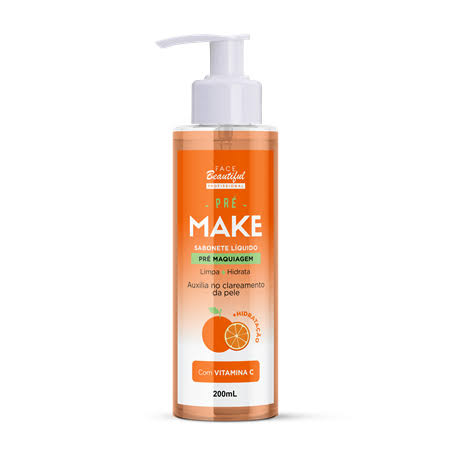 FACE
Beautiful
PROFISSIONAL
PRÉ
MAKE
SABONETE LÍQUIDO
PRÉ MAQUIAGEM
Limpa Hidrata
Auxilia no clareamento
da pele
+HIDRATAÇÃO
Com VITAMINA C
200mL